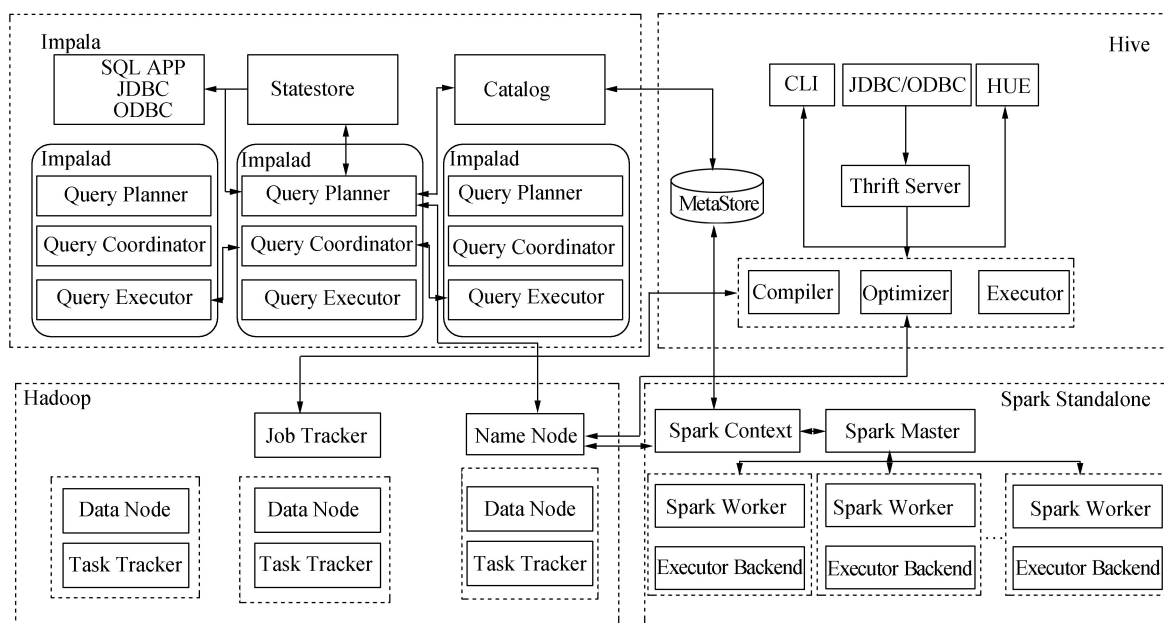 Impala
SQL APP
JDBC
ODBC
Statestore
Catalog
Impalad
Query Planner
Query Coordinator
Query Executor
Impalad
Query Planner
Query Coordinator
Query Executor
Impalad
Query Planner
Query Coordinator
Query Executor
MetaStore
Hive
CLI
JDBC/ODBC
HUE
Thrift Server
Compiler
Optimizer
Executor
Hadoop
Job Tracker
Name Node
Data Node
Task Tracker
Data Node
Task Tracker
Data Node
Task Tracker
Spark Standalone
Spark Context
Spark Master
Spark Worker
Executor Backend
Spark Worker
Executor Backend
...
Spark Worker
Executor Backend